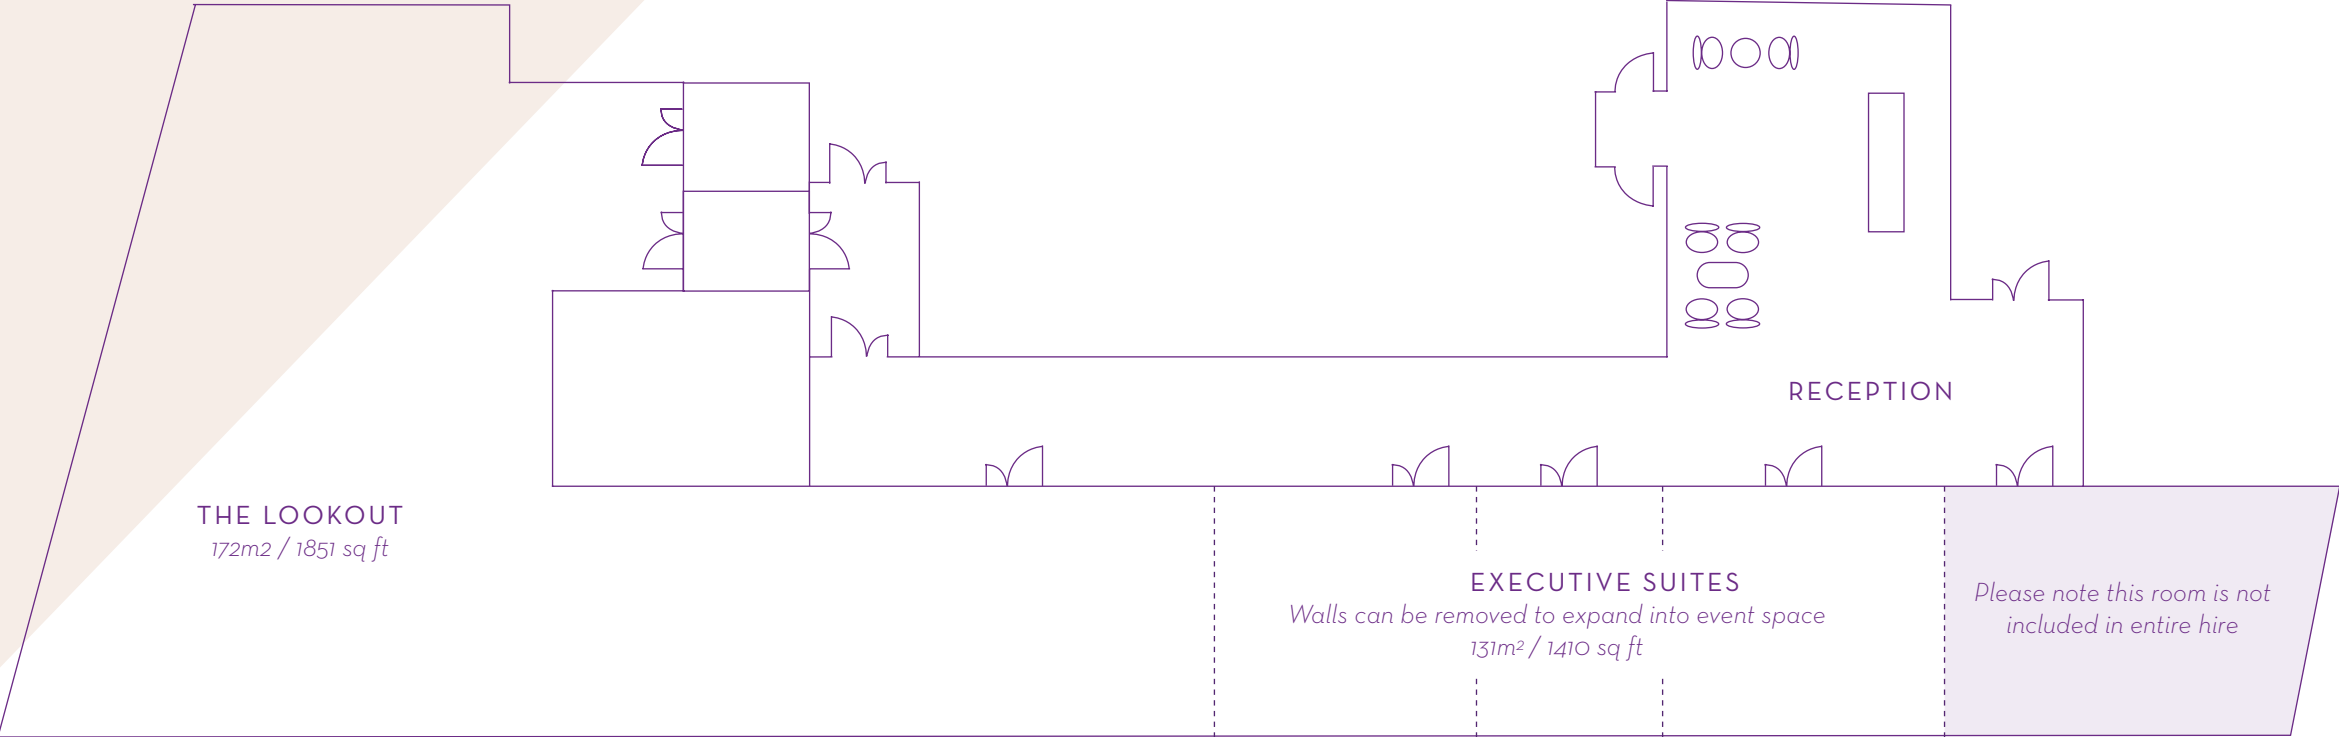 RECEPTION
THE LOOKOUT
172m2 / 1851 sq ft
EXECUTIVE SUITES
Walls can be removed to expand into event space
131m² / 1410 sq ft
Please note this room is not
included in entire hire